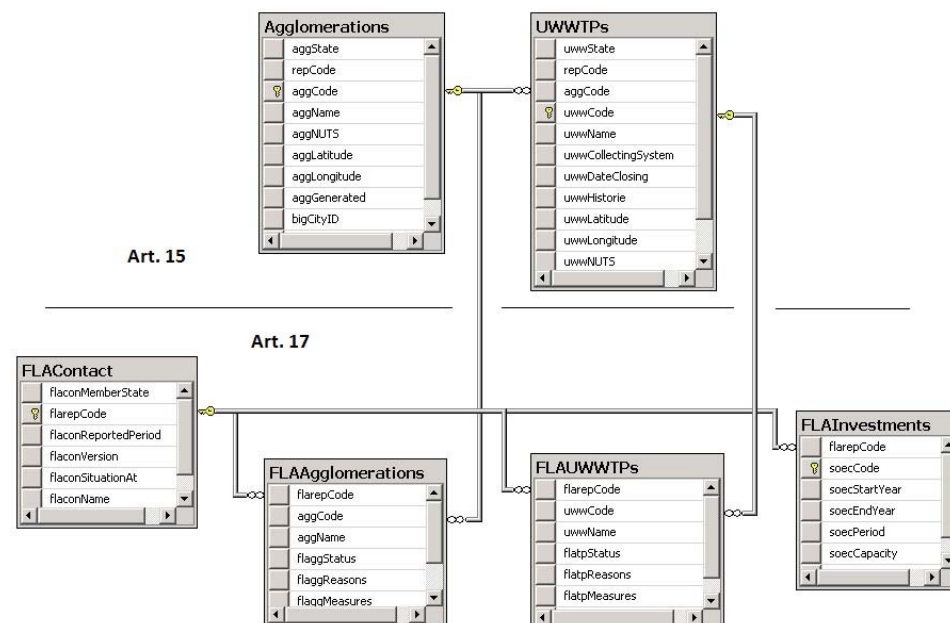 Agglomerations
aggState
repCode
aggCode
aggName
aggNUTS
aggLatitude
aggLongitude
aggGenerated
bigCityID
UWWTPs
uwwState
repCode
aggCode
uwwCode
uwwName
uwwCollectingSystem
uwwDateClosing
uwwHistorie
uwwLatitude
uwwLongitude
uwwNUTS
Art. 15
Art. 17
FLAContact
flaconMemberState
flarepCode
flaconReportedPeriod
flaconVersion
flaconSituationAt
flaconName
FLAAgglomerations
flarepCode
aggCode
aggName
flaggStatus
flaggReasons
flaggMeasures
FLAUWWTPs
flarepCode
uwwCode
uwwName
flatpStatus
flatpReasons
flatpMeasures
FLAInvestments
flarepCode
soecCode
soecStartYear
soecEndYear
soecPeriod
soecCapacity